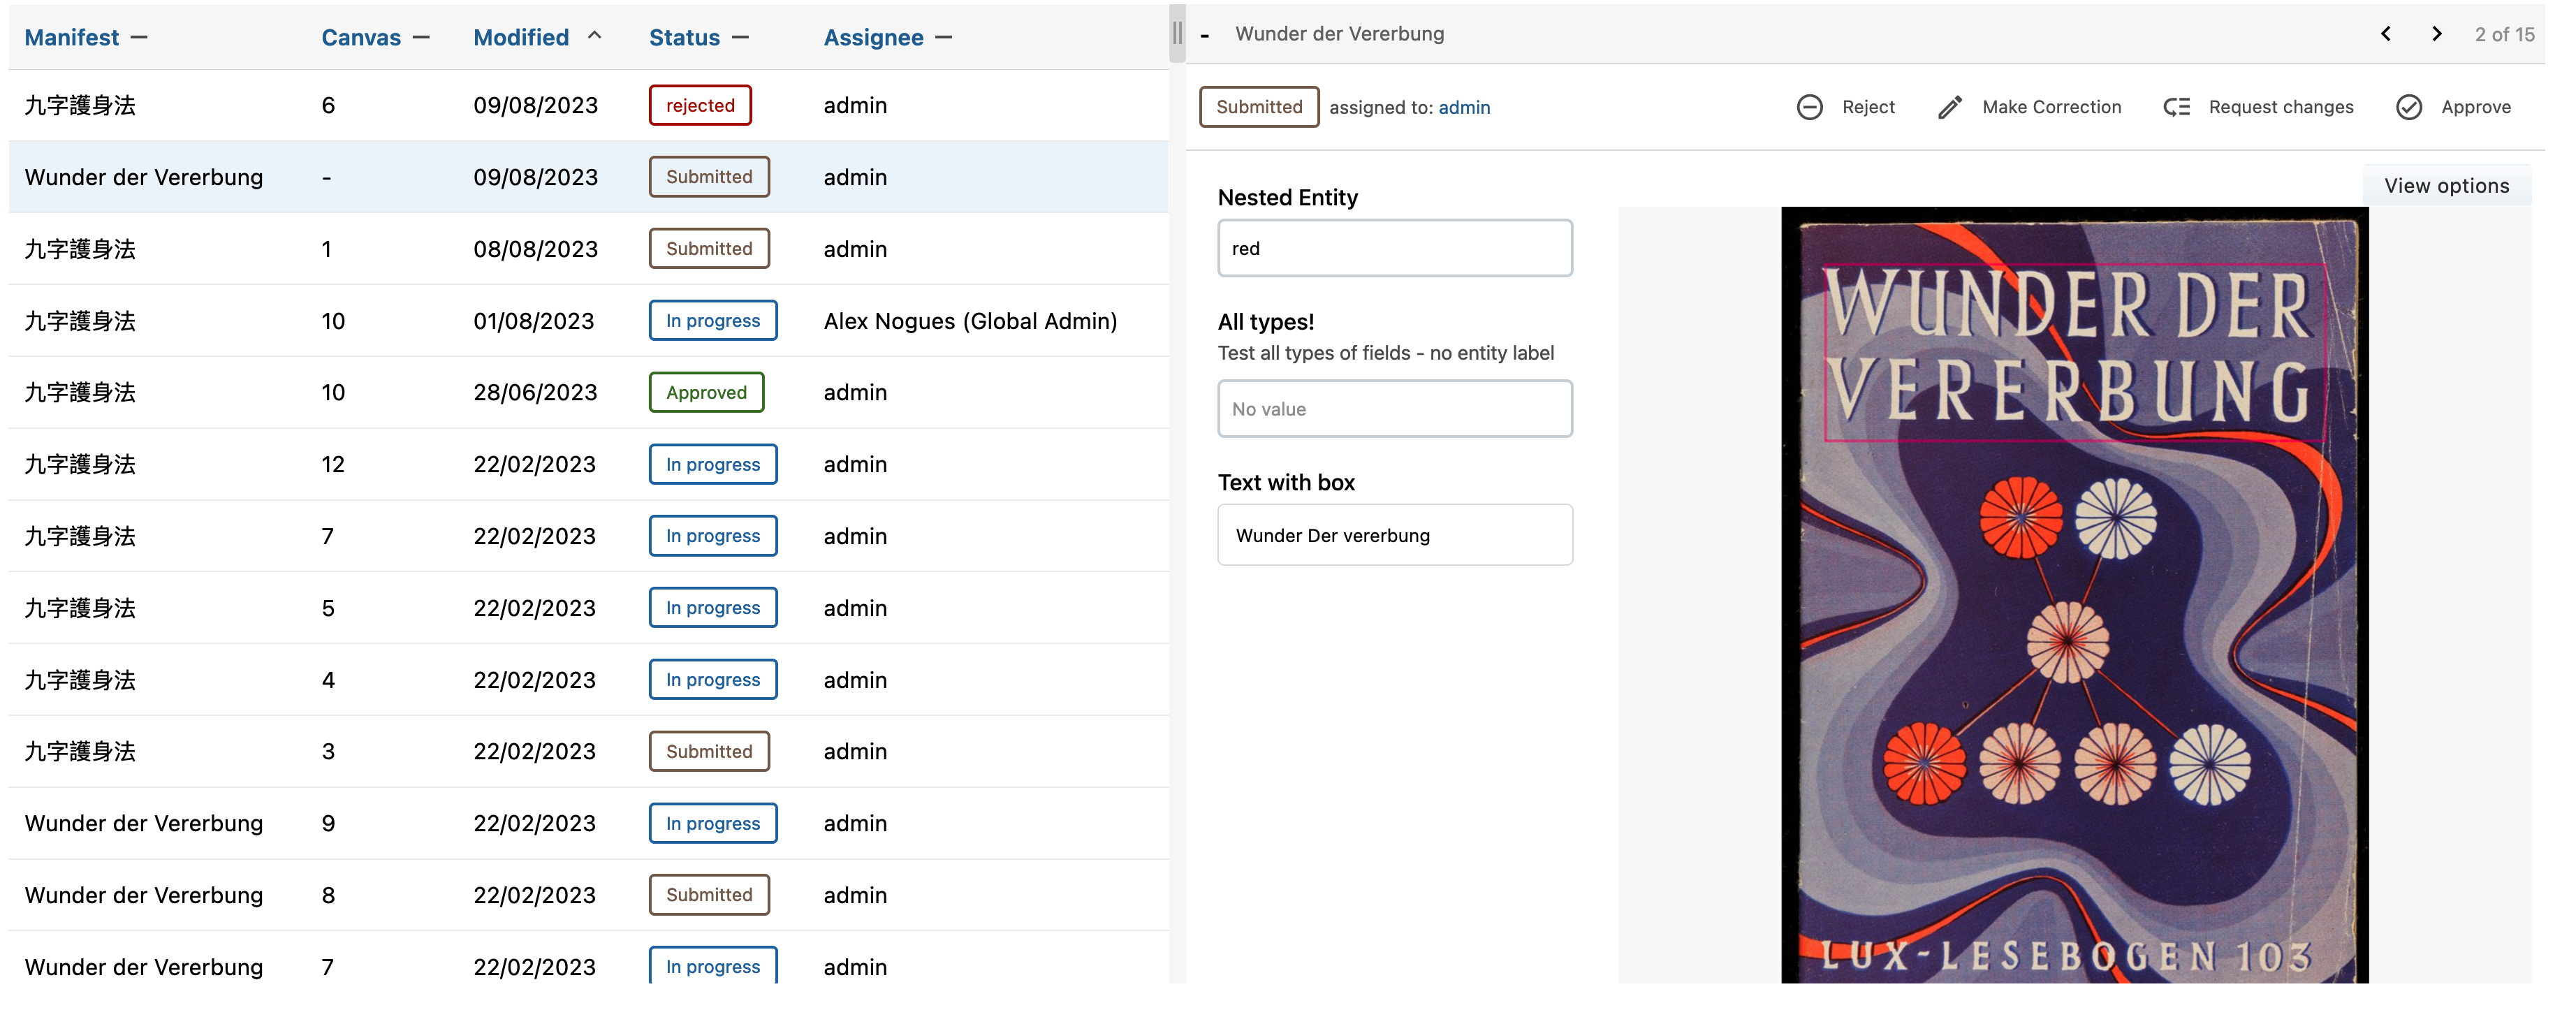 Manifest — Canvas — Modified Status — Assignee —
九字護身法 6 09/08/2023 rejected admin
Wunder der Vererbung - 09/08/2023 Submitted admin
九字護身法 1 08/08/2023 Submitted admin
九字護身法 10 01/08/2023 In progress Alex Nogues (Global Admin)
九字護身法 10 28/06/2023 Approved admin
九字護身法 12 22/02/2023 In progress admin
九字護身法 7 22/02/2023 In progress admin
九字護身法 5 22/02/2023 In progress admin
九字護身法 4 22/02/2023 In progress admin
九字護身法 3 22/02/2023 Submitted admin
Wunder der Vererbung 9 22/02/2023 In progress admin
Wunder der Vererbung 8 22/02/2023 Submitted admin
Wunder der Vererbung 7 22/02/2023 In progress admin
- Wunder der Vererbung 2 of 15
Submitted assigned to: admin Reject Make Correction Request changes Approve
View options
Nested Entity
red
All types!
Test all types of fields - no entity label
No value
Text with box
Wunder Der vererbung
WUNDER DER
VERERBUNG
LUX-LESEBOGEN 103